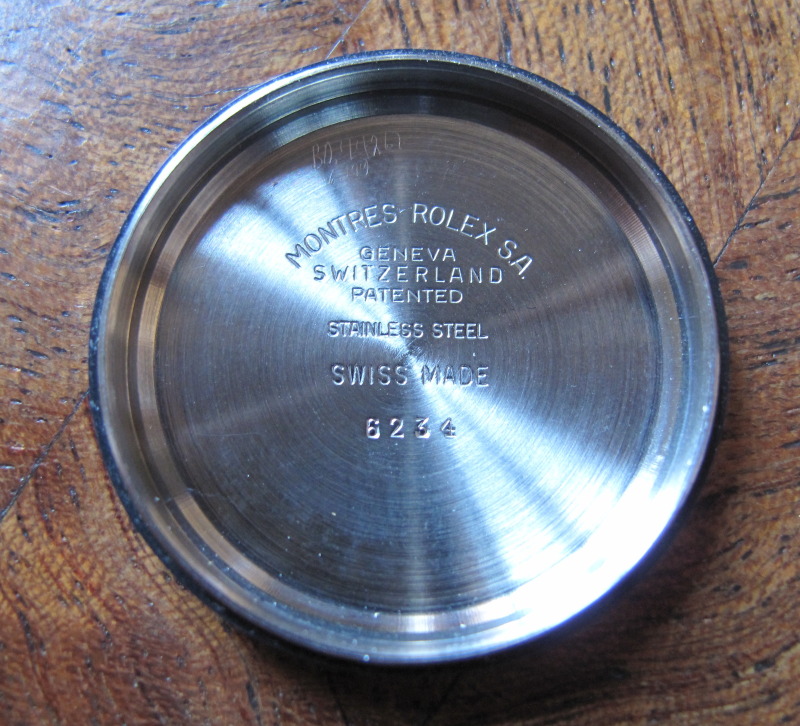 MONTRES-ROLEX S.A.
GENEVA
SWITZERLAND
PATENTED
STAINLESS STEEL
SWISS MADE
6234